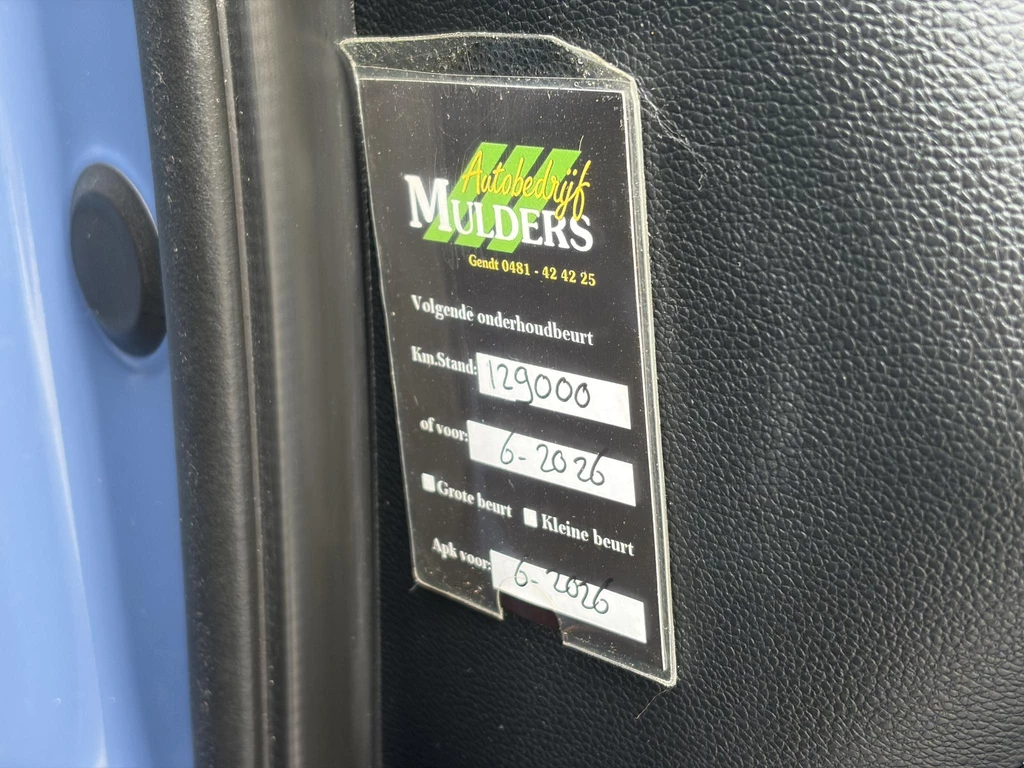 Autobedrijf
MULDERS
Gendt 0481 - 42 42 25
Volgende onderhoudbeurt
Km.Stand: 129000
of voor: 6-2026
Grote beurt Kleine beurt
Apk voor: 6-2026